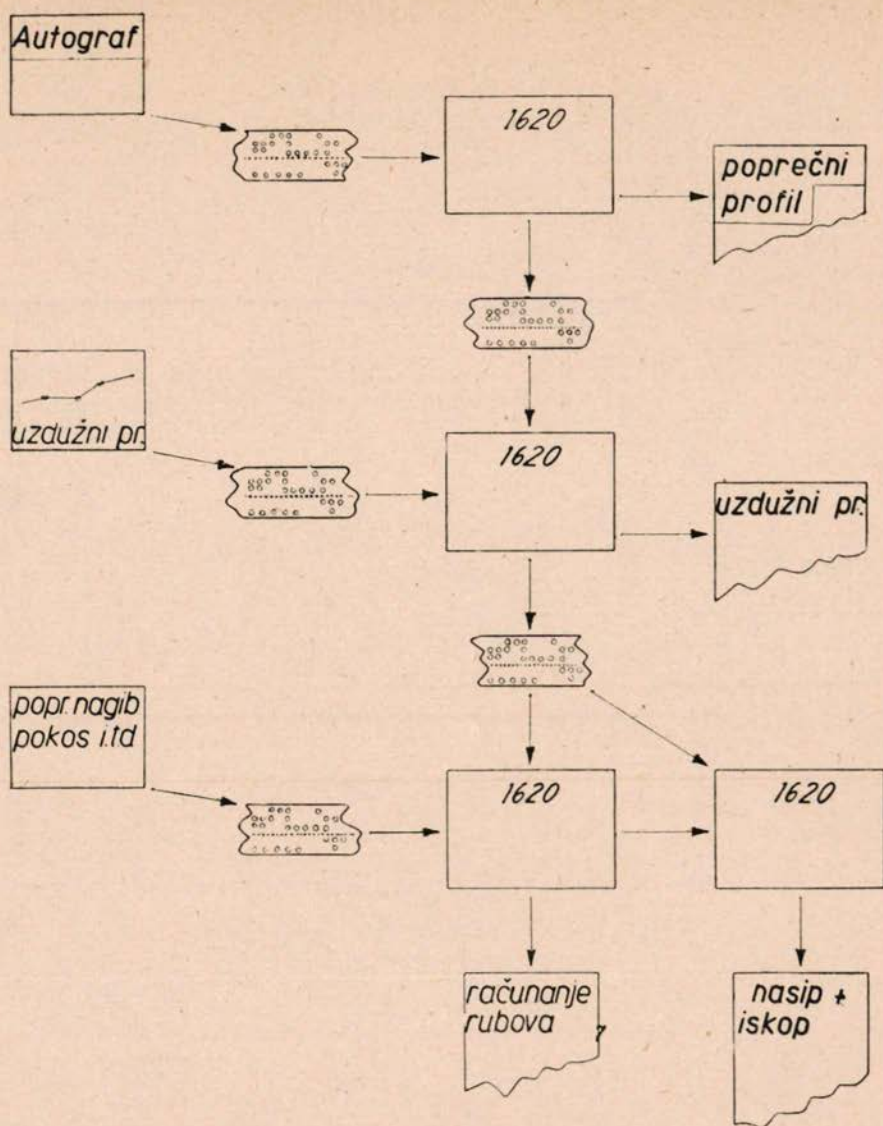 Autograf
1620
poprečni
profil
uzdužni pr.
1620
uzdužni pr.
popr. nagib
pokos i.td
1620
1620
računanje
rubova
nasip +
iskop